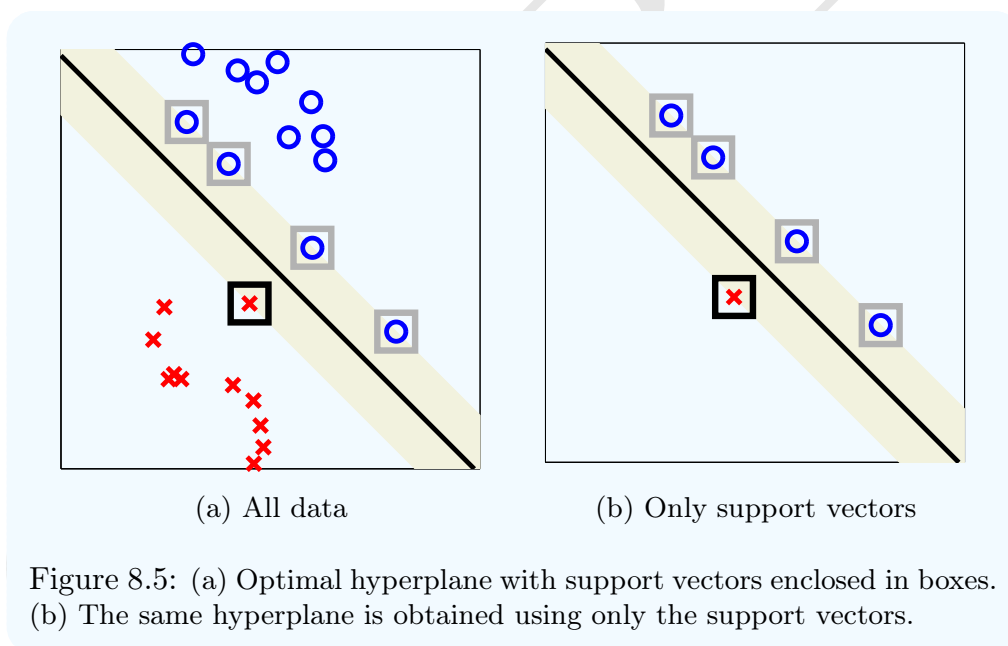 (a) All data
(b) Only support vectors
Figure 8.5: (a) Optimal hyperplane with support vectors enclosed in boxes.
(b) The same hyperplane is obtained using only the support vectors.